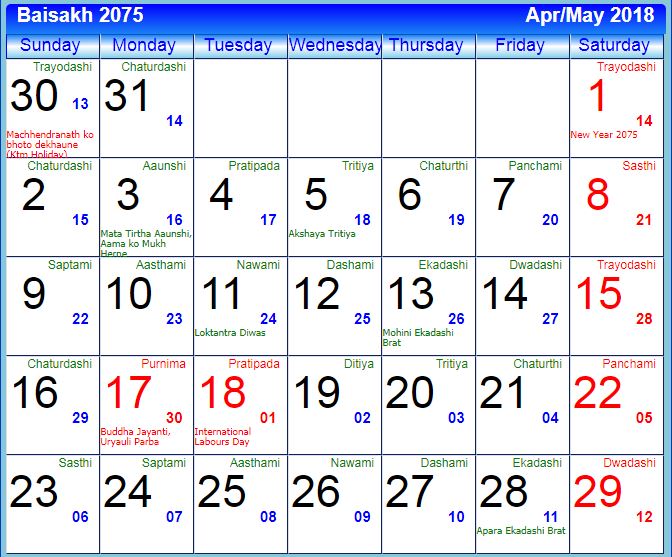 Baisakh 2075 Apr/May 2018
Sunday Monday Tuesday Wednesday Thursday Friday Saturday
Trayodashi Chaturdashi Trayodashi
30 13 31 14 1 14
Machhendranath ko
bhoto dekhaune
(Ktm Holiday)
New Year 2075
Chaturdashi Aaunshi Pratipada Tritiya Chaturthi Panchami Sasthi
2 15 3 16 4 17 5 18 6 19 7 20 8 21
Mata Tirtha Aaunshi,
Aama ko Mukh
Herne
Akshaya Tritiya
Saptami Aasthami Nawami Dashami Ekadashi Dwadashi Trayodashi
9 22 10 23 11 24 12 25 13 26 14 27 15 28
Loktantra Diwas
Mohini Ekadashi
Brat
Chaturdashi Purnima Pratipada Ditiya Tritiya Chaturthi Panchami
16 29 17 30 18 01 19 02 20 03 21 04 22 05
Buddha Jayanti,
Uryauli Parba
International
Labours Day
Sasthi Saptami Aasthami Nawami Dashami Ekadashi Dwadashi
23 06 24 07 25 08 26 09 27 10 28 11 29 12
Apara Ekadashi Brat